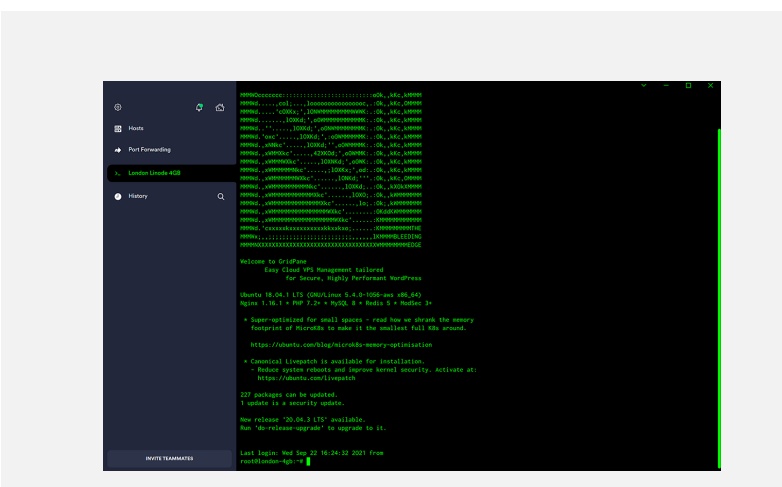 Hosts
Port Forwarding
London Linode 4GB
History
INVITE TEAMMATES
BLEEDING
EDGE
Welcome to GridPane
Easy Cloud VPS Management tailored
for Secure, Highly Performant WordPress
Ubuntu 18.04.1 LTS (GNU/Linux 5.4.0-1056-aws x86_64)
Nginx 1.16.1 * PHP 7.2+ * MySQL 8 * Redis 5 * ModSec 3+
* Super-optimized for small spaces - read how we shrank the memory
footprint of MicroK8s to make it the smallest full K8s around.
https://ubuntu.com/blog/microk8s-memory-optimisation
* Canonical Livepatch is available for installation.
- Reduce system reboots and improve kernel security. Activate at:
https://ubuntu.com/livepatch
227 packages can be updated.
1 update is a security update.
New release '20.04.3 LTS' available.
Run 'do-release-upgrade' to upgrade to it.
Last login: Wed Sep 22 16:24:32 2021 from
root@london-4gb:~#